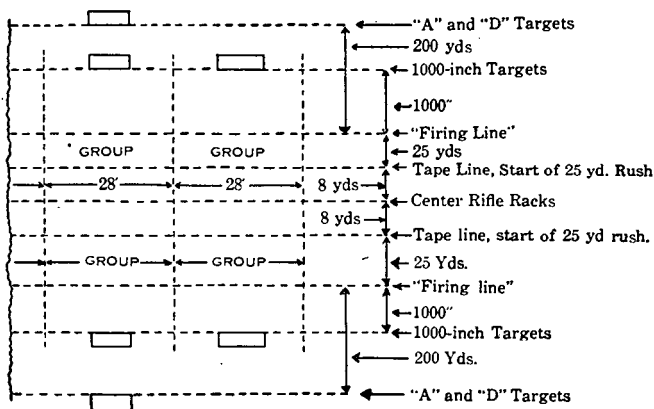 "A" and "D" Targets
200 yds
1000-inch Targets
1000"
"Firing Line"
GROUP GROUP 25 yds
Tape Line, Start of 25 yd. Rush
28' 28' 8 yds
Center Rifle Racks
8 yds
Tape line, start of 25 yd rush.
GROUP GROUP 25 Yds.
"Firing line"
1000"
1000-inch Targets
200 Yds.
"A" and "D" Targets